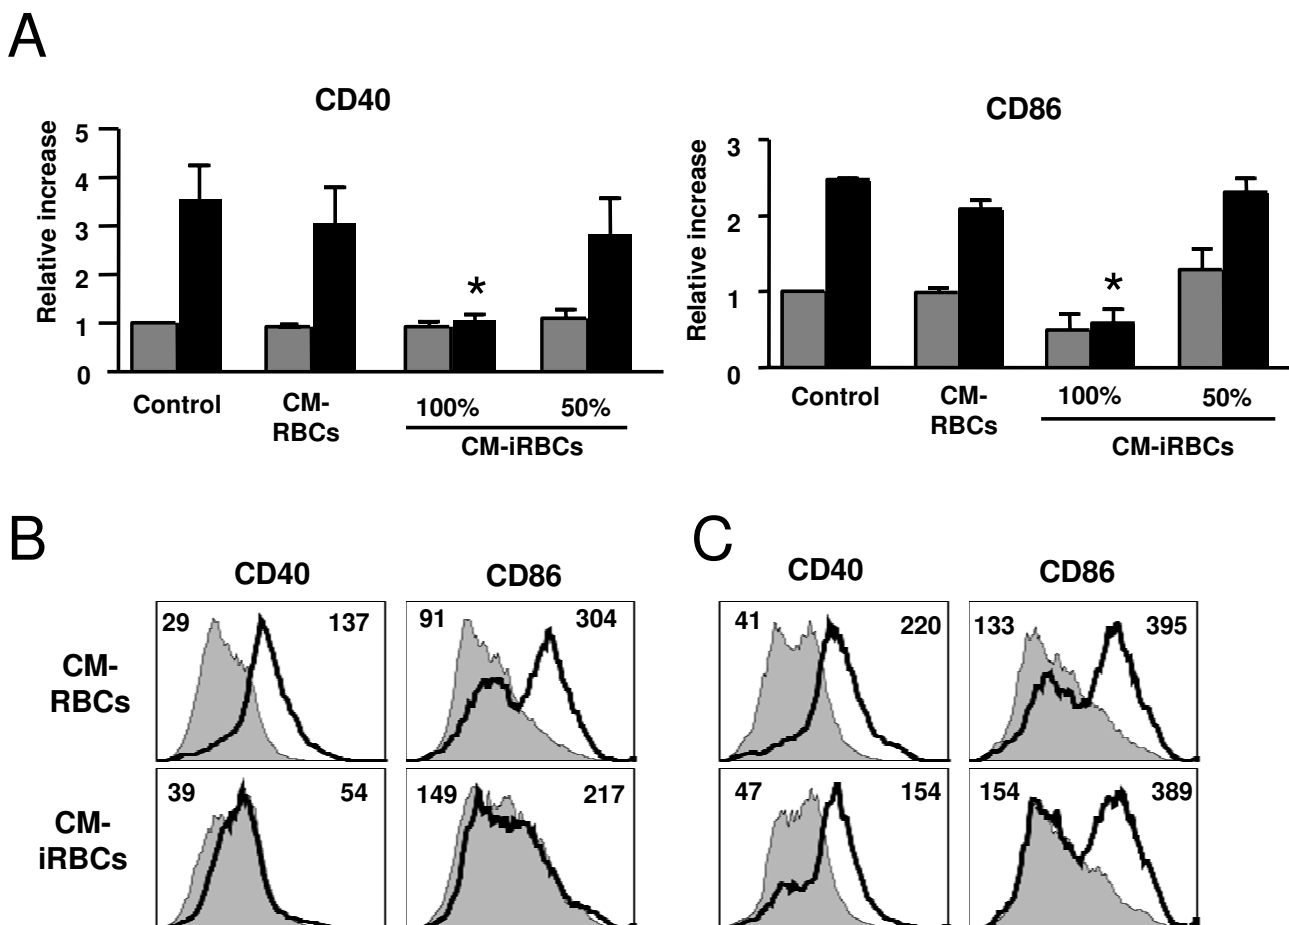 A
CD40
Relative increase
5
4
3
2
1
0
Control
CM-
RBCs
100%
50%
CM-iRBCs
*
CD86
Relative increase
3
2
1
0
Control
CM-
RBCs
100%
50%
CM-iRBCs
*
B
CD40
CD86
CM-
RBCs
29
137
91
304
CM-
iRBCs
39
54
149
217
C
CD40
CD86
41
220
133
395
47
154
154
389